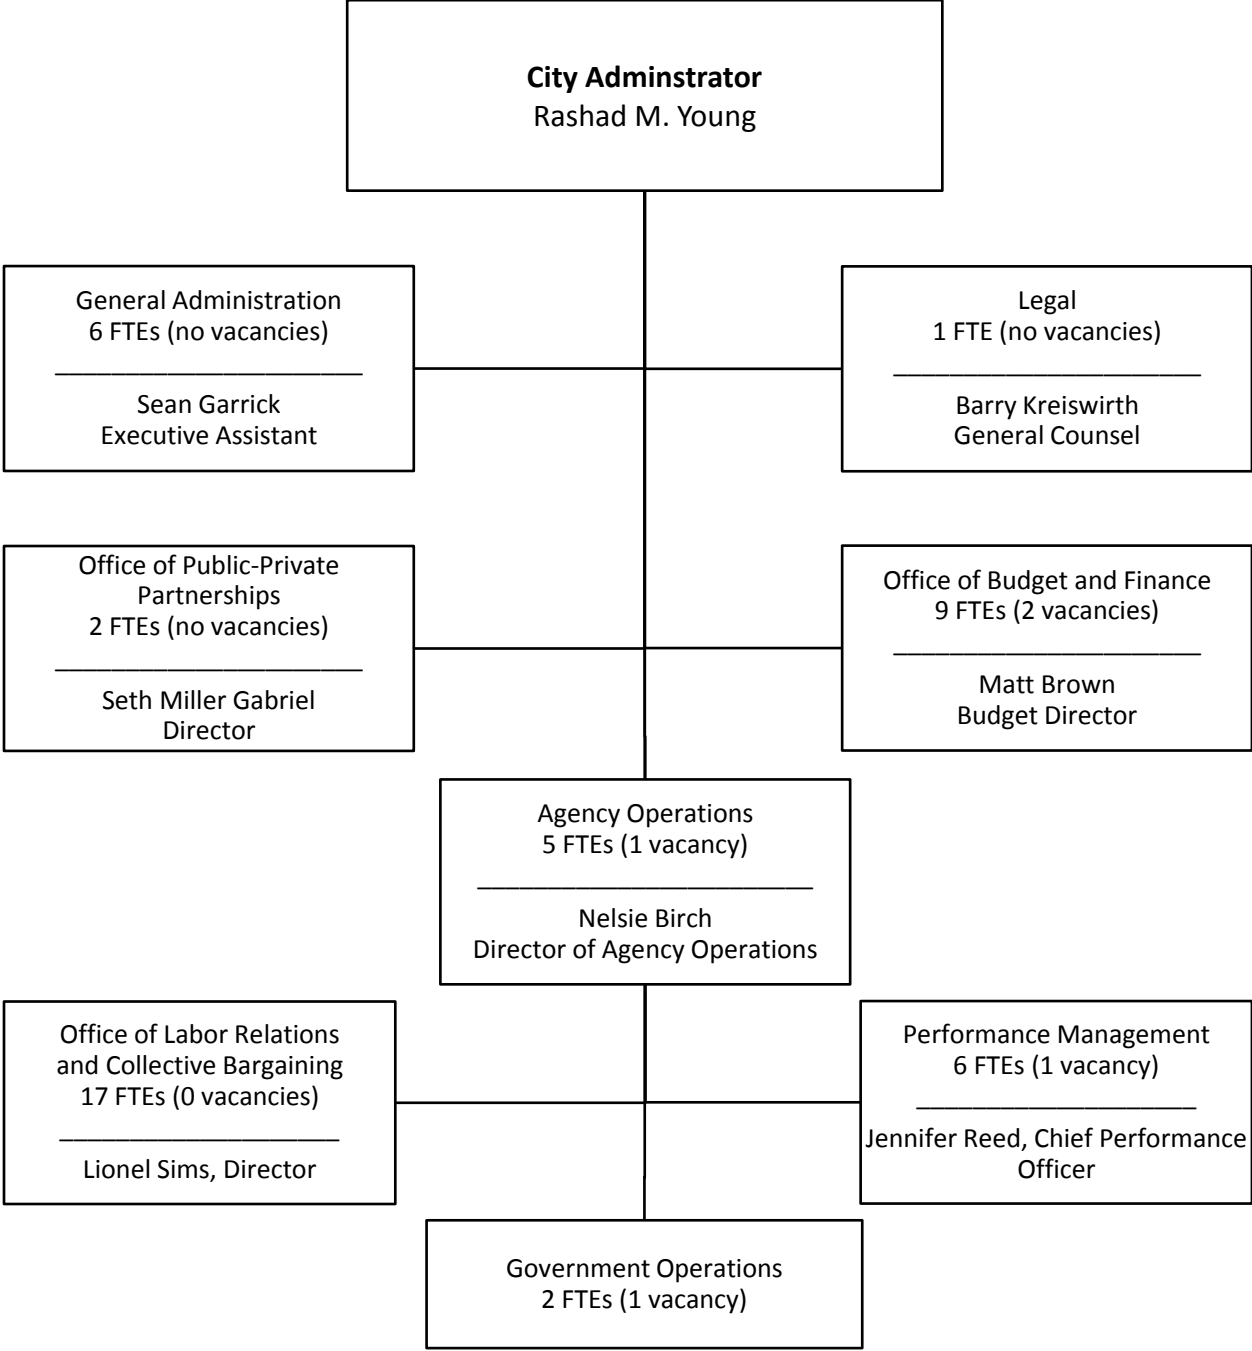 City Adminstrator
Rashad M. Young
General Administration
6 FTEs (no vacancies)
Sean Garrick
Executive Assistant
Legal
1 FTE (no vacancies)
Barry Kreiswirth
General Counsel
Office of Public-Private
Partnerships
2 FTEs (no vacancies)
Seth Miller Gabriel
Director
Office of Budget and Finance
9 FTEs (2 vacancies)
Matt Brown
Budget Director
Agency Operations
5 FTEs (1 vacancy)
Nelsie Birch
Director of Agency Operations
Office of Labor Relations
and Collective Bargaining
17 FTEs (0 vacancies)
Lionel Sims, Director
Performance Management
6 FTEs (1 vacancy)
Jennifer Reed, Chief Performance
Officer
Government Operations
2 FTEs (1 vacancy)